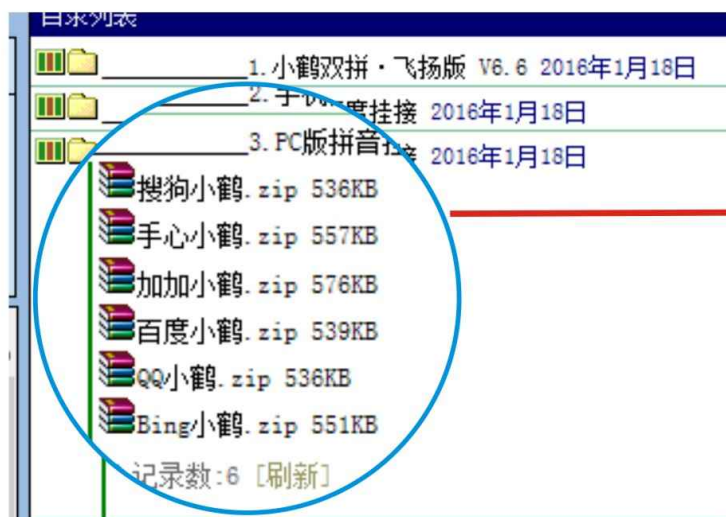 目录列表
1.小鹤双拼·飞扬版 V6.6 2016年1月18日
2.手机 度挂接 2016年1月18日
3.PC版拼音挂接 2016年1月18日
搜狗小鹤.zip 536KB
手心小鹤.zip 557KB
加加小鹤.zip 576KB
百度小鹤.zip 539KB
QQ小鹤.zip 536KB
Bing小鹤.zip 551KB
记录数:6 [刷新]